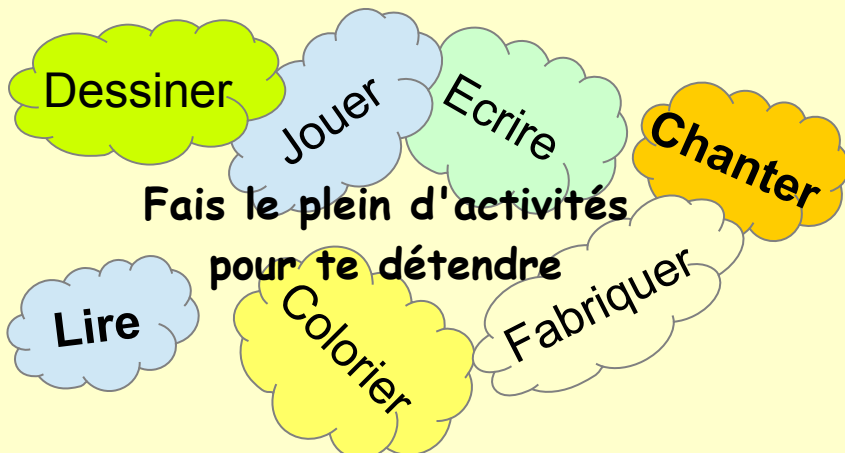 Dessiner
Jouer
Ecrire
Chanter
Fais le plein d'activités
pour te détendre
Lire
Colorier
Fabriquer